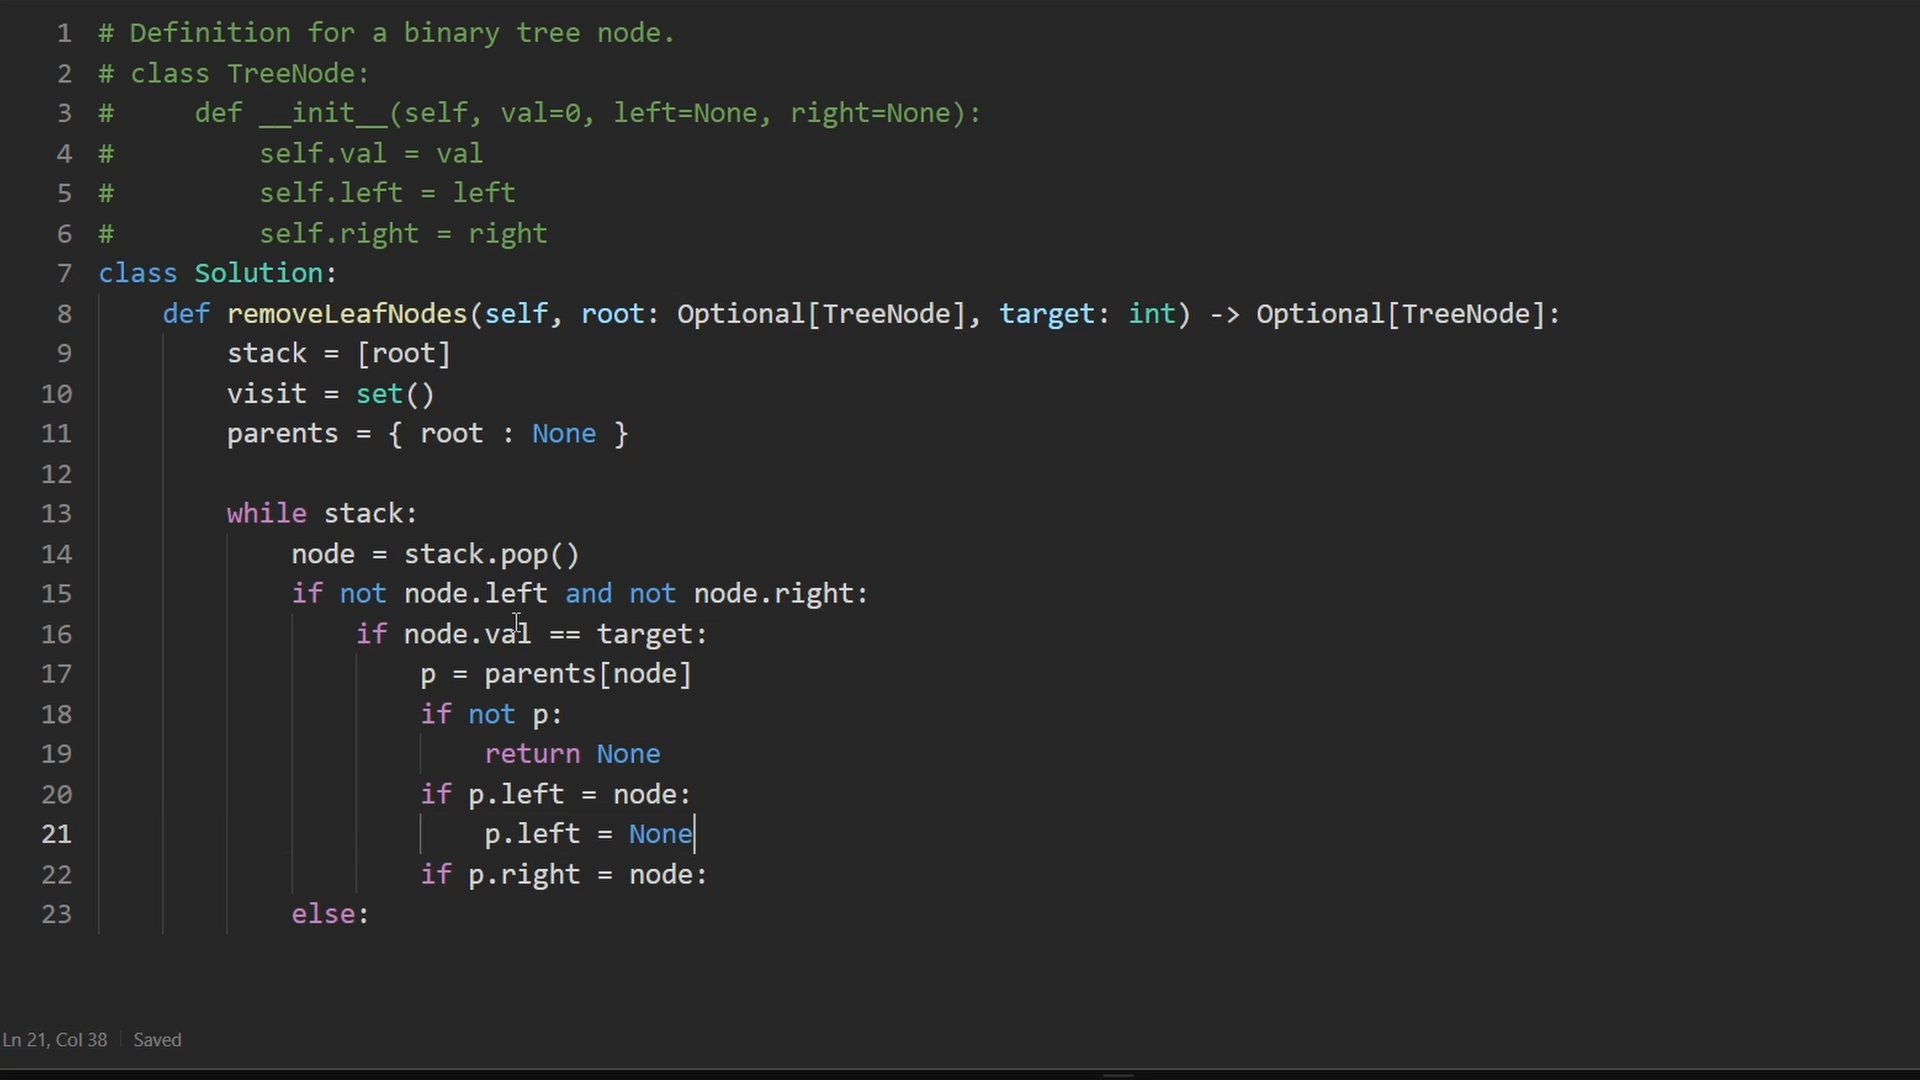 1 # Definition for a binary tree node.
2 # class TreeNode:
3 #     def __init__(self, val=0, left=None, right=None):
4 #         self.val = val
5 #         self.left = left
6 #         self.right = right
7 class Solution:
8     def removeLeafNodes(self, root: Optional[TreeNode], target: int) -> Optional[TreeNode]:
9         stack = [root]
10         visit = set()
11         parents = { root : None }
12
13         while stack:
14             node = stack.pop()
15             if not node.left and not node.right:
16                 if node.val == target:
17                     p = parents[node]
18                     if not p:
19                         return None
20                     if p.left = node:
21                         p.left = None
22                     if p.right = node:
23             else:
Ln 21, Col 38 Saved